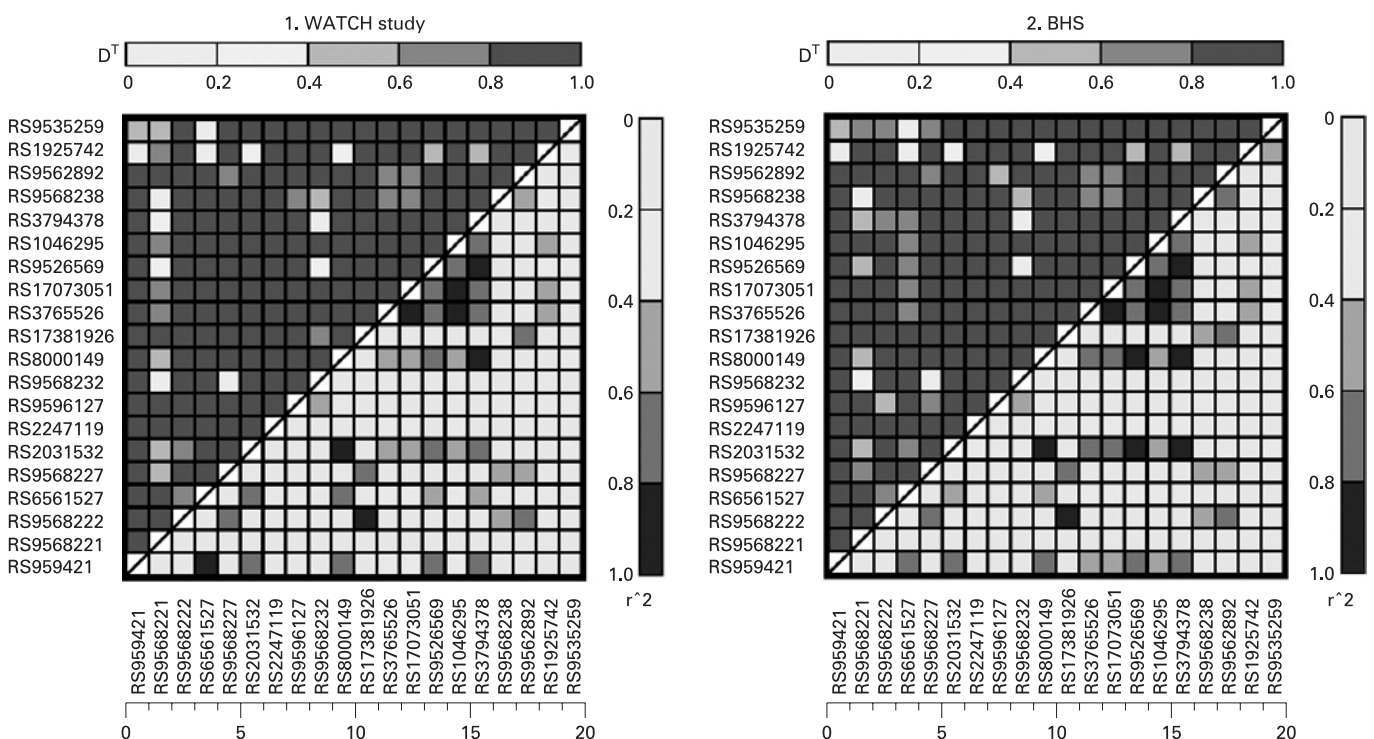 1. WATCH study
D^T
0 0.2 0.4 0.6 0.8 1.0
RS9535259
RS1925742
RS9562892
RS9568238
RS3794378
RS1046295
RS9526569
RS17073051
RS3765526
RS17381926
RS8000149
RS9568232
RS9596127
RS2247119
RS2031532
RS9568227
RS6561527
RS9568222
RS9568221
RS959421
0
0.2
0.4
0.6
0.8
1.0
r^2
RS959421
RS9568221
RS9568222
RS6561527
RS9568227
RS2031532
RS2247119
RS9596127
RS9568232
RS8000149
RS17381926
RS3765526
RS17073051
RS9526569
RS1046295
RS3794378
RS9568238
RS9562892
RS1925742
RS9535259
0 5 10 15 20
2. BHS
D^T
0 0.2 0.4 0.6 0.8 1.0
RS9535259
RS1925742
RS9562892
RS9568238
RS3794378
RS1046295
RS9526569
RS17073051
RS3765526
RS17381926
RS8000149
RS9568232
RS9596127
RS2247119
RS2031532
RS9568227
RS6561527
RS9568222
RS9568221
RS959421
0
0.2
0.4
0.6
0.8
1.0
r^2
RS959421
RS9568221
RS9568222
RS6561527
RS9568227
RS2031532
RS2247119
RS9596127
RS9568232
RS8000149
RS17381926
RS3765526
RS17073051
RS9526569
RS1046295
RS3794378
RS9568238
RS9562892
RS1925742
RS9535259
0 5 10 15 20